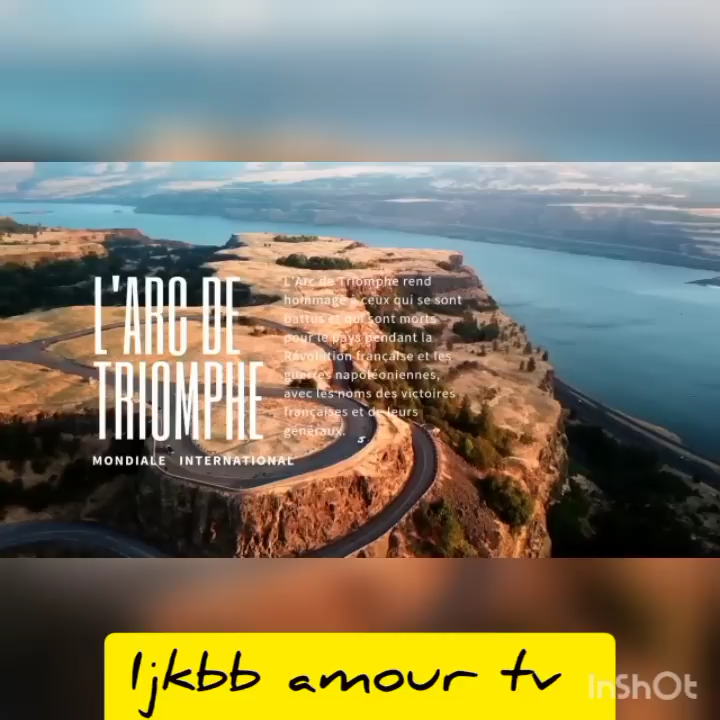 L'ARC DE
TRIOMPHE
MONDIALE INTERNATIONAL
L'Arc de Triomphe rend
hommage à ceux qui se sont
battus et qui sont morts
pour le pays pendant la
Révolution française et les
guerres napoléoniennes,
avec les noms des victoires
françaises et de leurs
généraux.
Ijkbb amour tv
InShOt